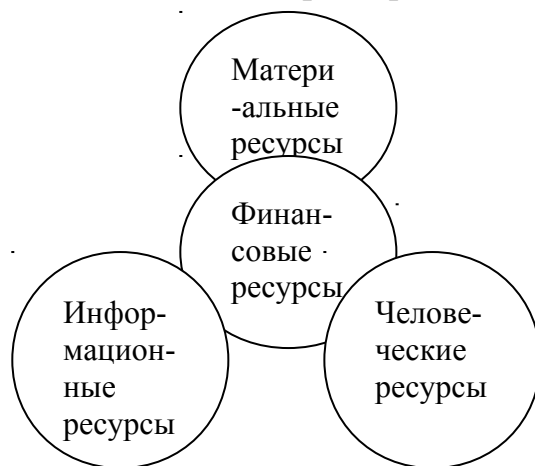 Матери
-альные
ресурсы
Финан-
совые
ресурсы
Инфор-
мацион-
ные
ресурсы
Челове-
ческие
ресурсы